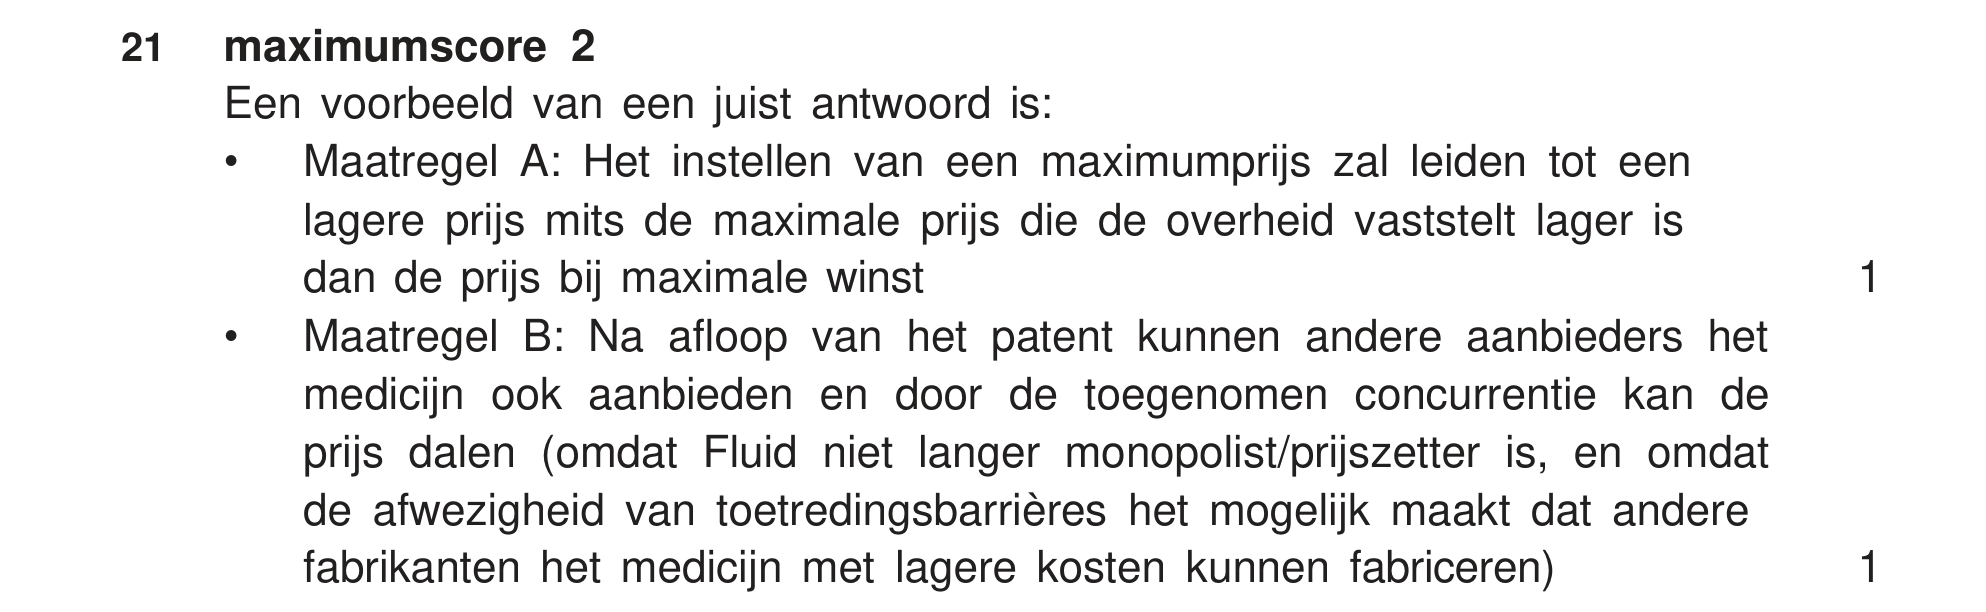 21 maximumscore 2
Een voorbeeld van een juist antwoord is:
• Maatregel A: Het instellen van een maximumprijs zal leiden tot een
lagere prijs mits de maximale prijs die de overheid vaststelt lager is
dan de prijs bij maximale winst 1
• Maatregel B: Na afloop van het patent kunnen andere aanbieders het
medicijn ook aanbieden en door de toegenomen concurrentie kan de
prijs dalen (omdat Fluid niet langer monopolist/prijszetter is, en omdat
de afwezigheid van toetredingsbarrières het mogelijk maakt dat andere
fabrikanten het medicijn met lagere kosten kunnen fabriceren) 1